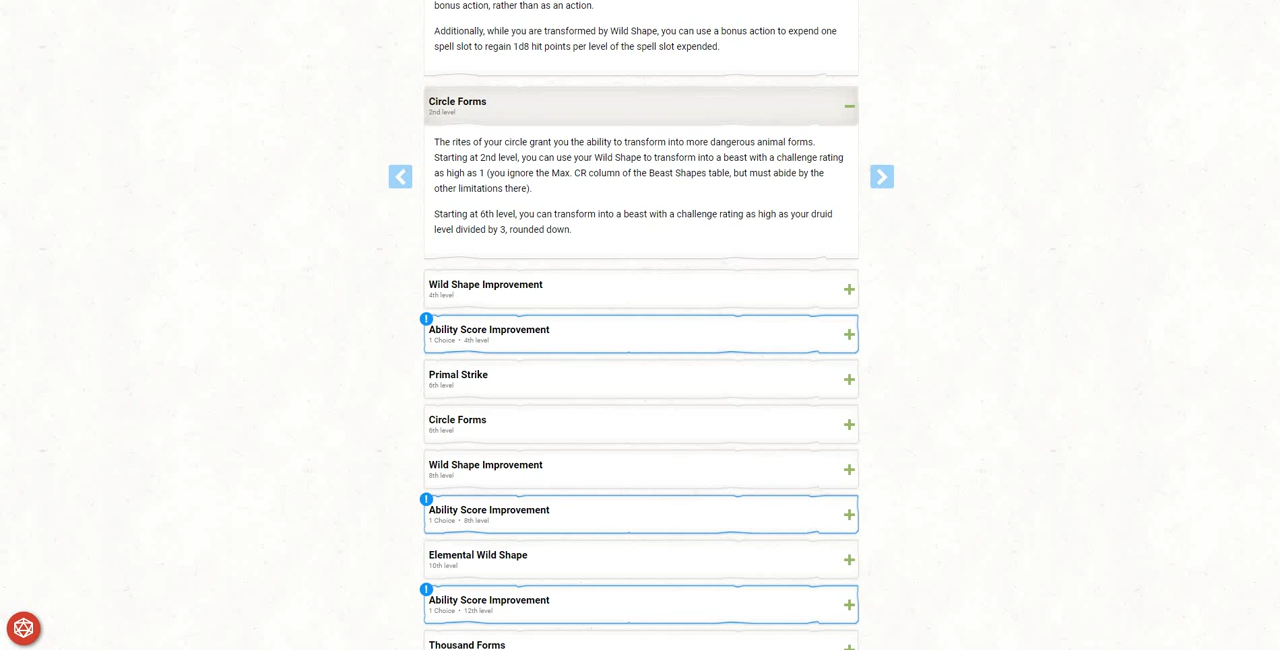 bonus action, rather than as an action.
Additionally, while you are transformed by Wild Shape, you can use a bonus action to expend one
spell slot to regain 1d8 hit points per level of the spell slot expended.
Circle Forms
2nd level
The rites of your circle grant you the ability to transform into more dangerous animal forms.
Starting at 2nd level, you can use your Wild Shape to transform into a beast with a challenge rating
as high as 1 (you ignore the Max. CR column of the Beast Shapes table, but must abide by the
other limitations there).
Starting at 6th level, you can transform into a beast with a challenge rating as high as your druid
level divided by 3, rounded down.
Wild Shape Improvement
4th level
!
Ability Score Improvement
1 Choice • 4th level
Primal Strike
6th level
Circle Forms
6th level
Wild Shape Improvement
8th level
!
Ability Score Improvement
1 Choice • 8th level
Elemental Wild Shape
10th level
!
Ability Score Improvement
1 Choice • 12th level
Thousand Forms